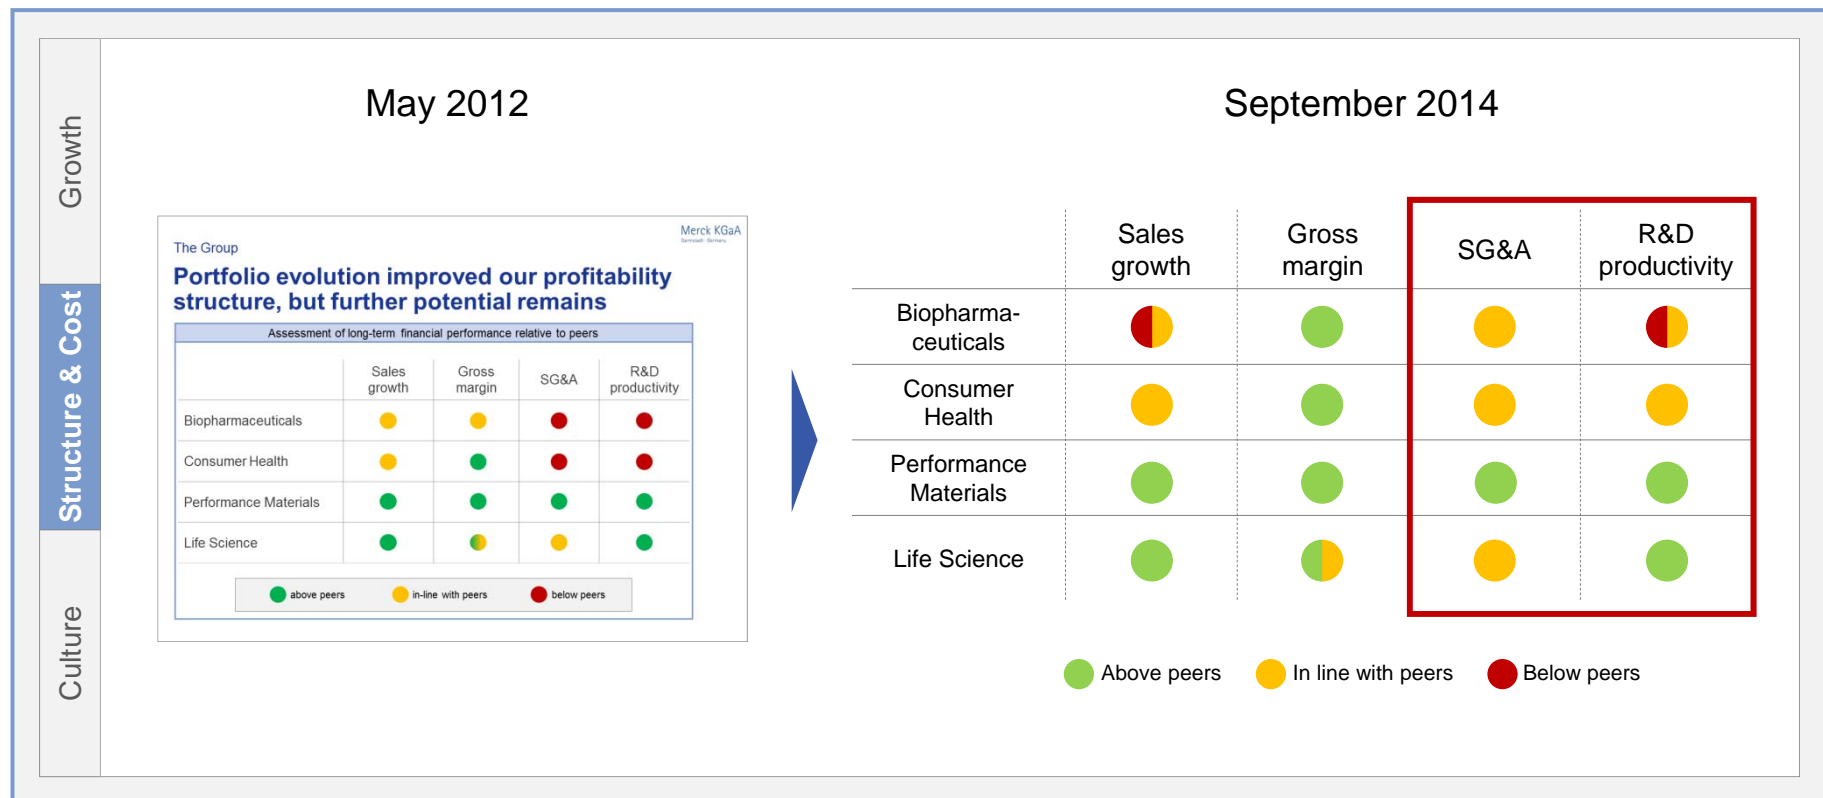 Growth
Structure & Cost
Culture
May 2012
Merck KGaA
Darmstadt · Germany
The Group
Portfolio evolution improved our profitability
structure, but further potential remains
Assessment of long-term financial performance relative to peers
Sales
growth
Gross
margin
SG&A
R&D
productivity
Biopharmaceuticals
Consumer Health
Performance Materials
Life Science
above peers
in-line with peers
below peers
September 2014
Sales
growth
Gross
margin
SG&A
R&D
productivity
Biopharma-
ceuticals
Consumer
Health
Performance
Materials
Life Science
Above peers
In line with peers
Below peers